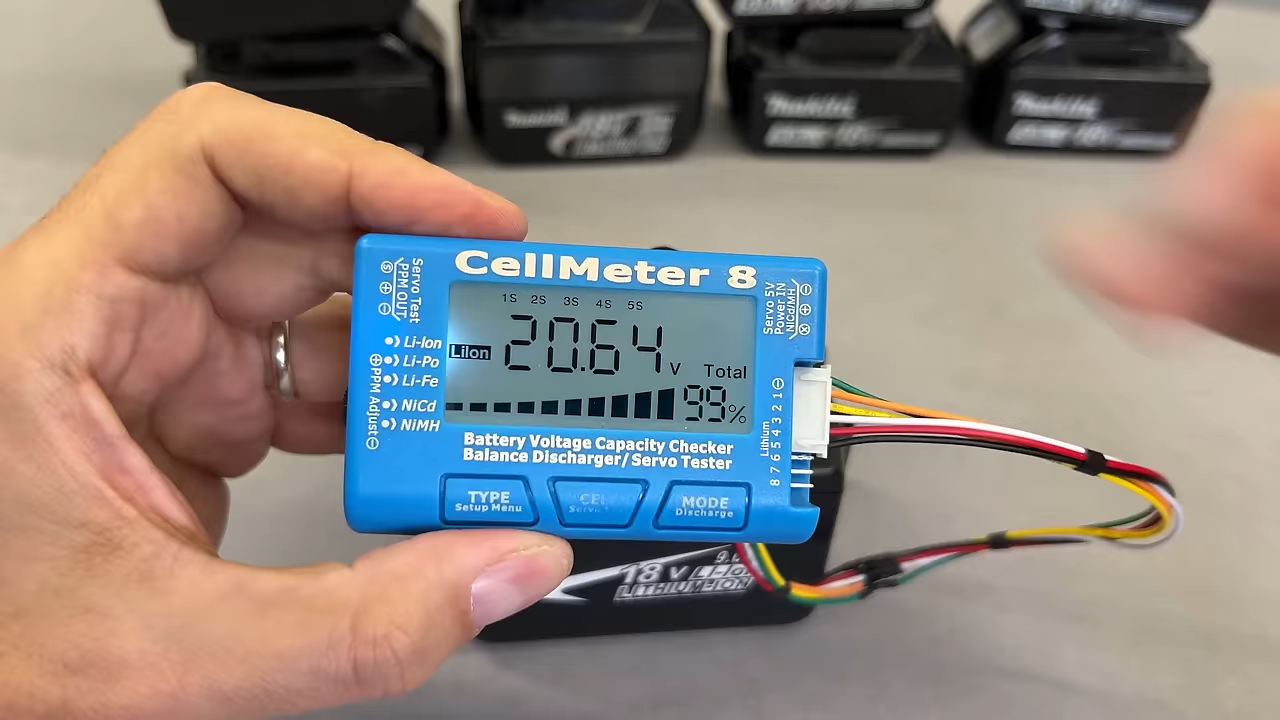 Makita
Makita
18V
Makita
18V
CellMeter 8
Servo Test
PPM OUT
Servo 5V
Power IN
NiCd/MH
1S 2S 3S 4S 5S
LiIon
20.64 V
Total
99%
Li-Ion
Li-Po
Li-Fe
NiCd
NiMH
PPM Adjust
Lithium
8 7 6 5 4 3 2 1
Battery Voltage Capacity Checker
Balance Discharger/Servo Tester
TYPE
Setup Menu
MODE
Discharge
18V
LITHIUM-ION